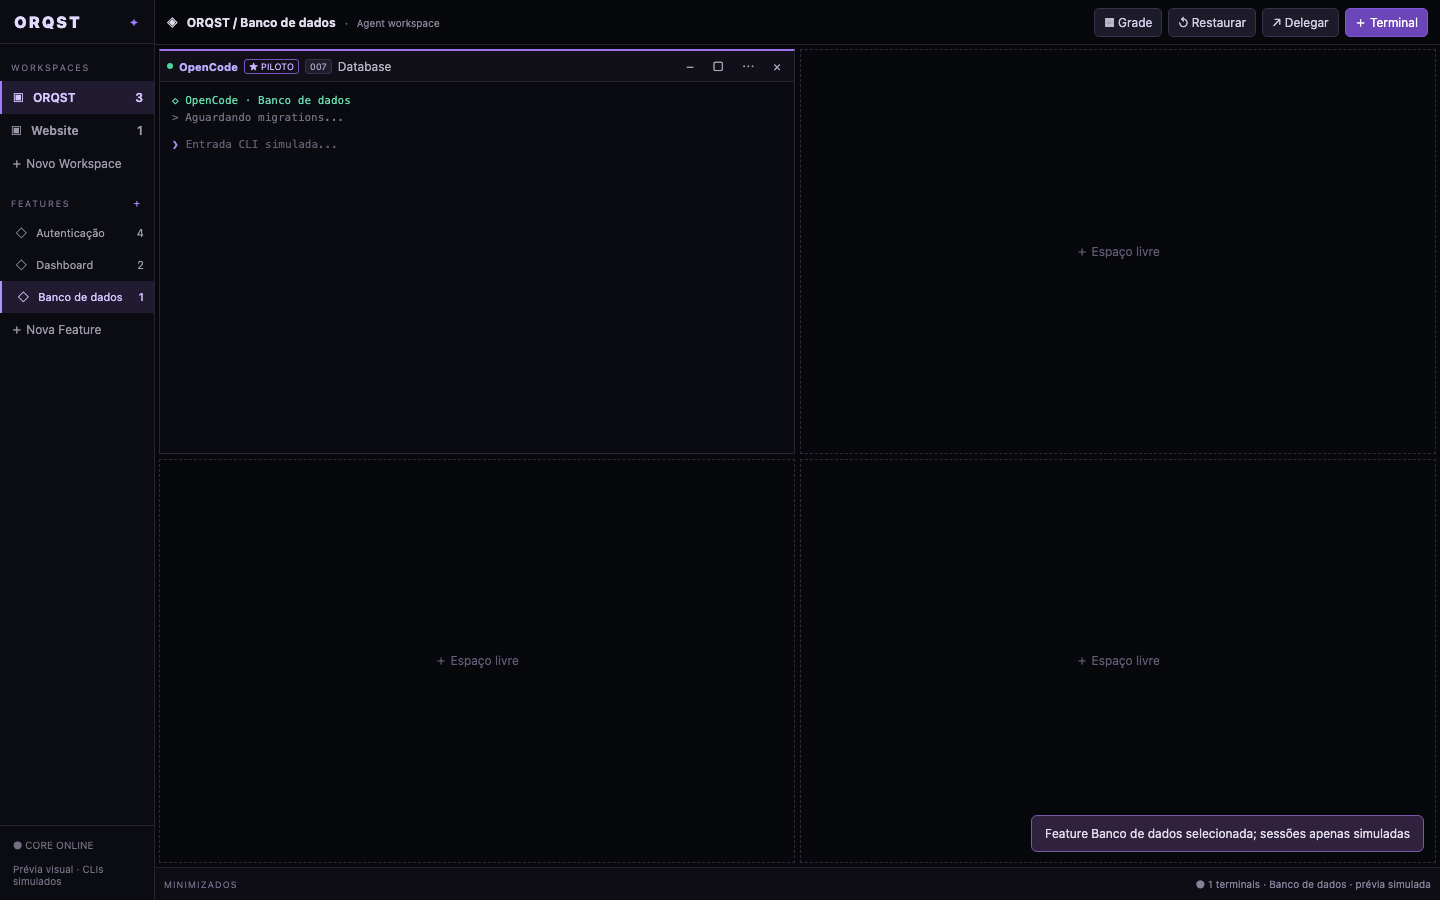 ORQST ✦
◈ ORQST / Banco de dados · Agent workspace
▦ Grade
↺ Restaurar
↗ Delegar
+ Terminal
WORKSPACES
▣ ORQST 3
▣ Website 1
+ Novo Workspace
FEATURES +
◇ Autenticação 4
◇ Dashboard 2
◇ Banco de dados 1
+ Nova Feature
● CORE ONLINE
Prévia visual · CLIs
simulados
OpenCode ★ PILOTO 007 Database − □ ··· ×
◇ OpenCode · Banco de dados
> Aguardando migrations...
❯ Entrada CLI simulada...
+ Espaço livre
+ Espaço livre
+ Espaço livre
Feature Banco de dados selecionada; sessões apenas simuladas
MINIMIZADOS
● 1 terminais · Banco de dados · prévia simulada